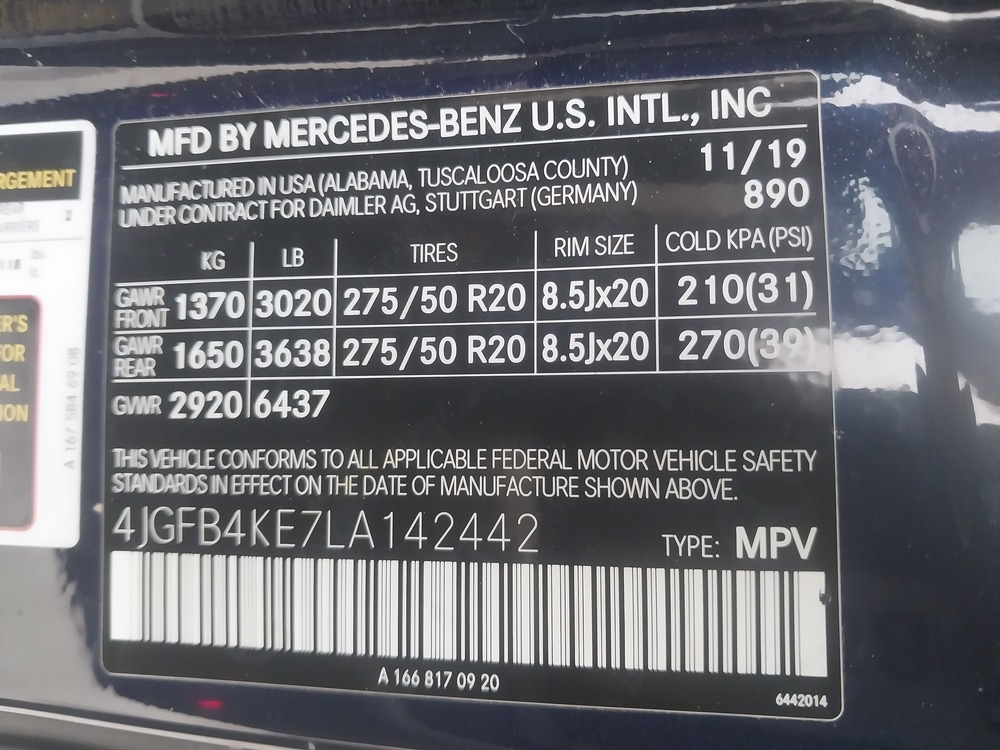 MFD BY MERCEDES-BENZ U.S. INTL., INC
MANUFACTURED IN USA (ALABAMA, TUSCALOOSA COUNTY) 11/19
UNDER CONTRACT FOR DAIMLER AG, STUTTGART (GERMANY) 890
KG LB TIRES RIM SIZE COLD KPA (PSI)
GAWR FRONT 1370 3020 275/50 R20 8.5Jx20 210(31)
GAWR REAR 1650 3638 275/50 R20 8.5Jx20 270(39)
GVWR 2920 6437
THIS VEHICLE CONFORMS TO ALL APPLICABLE FEDERAL MOTOR VEHICLE SAFETY
STANDARDS IN EFFECT ON THE DATE OF MANUFACTURE SHOWN ABOVE.
4JGFB4KE7LA142442 TYPE: MPV
A 166 817 09 20
6442014
A 167 584 69 08